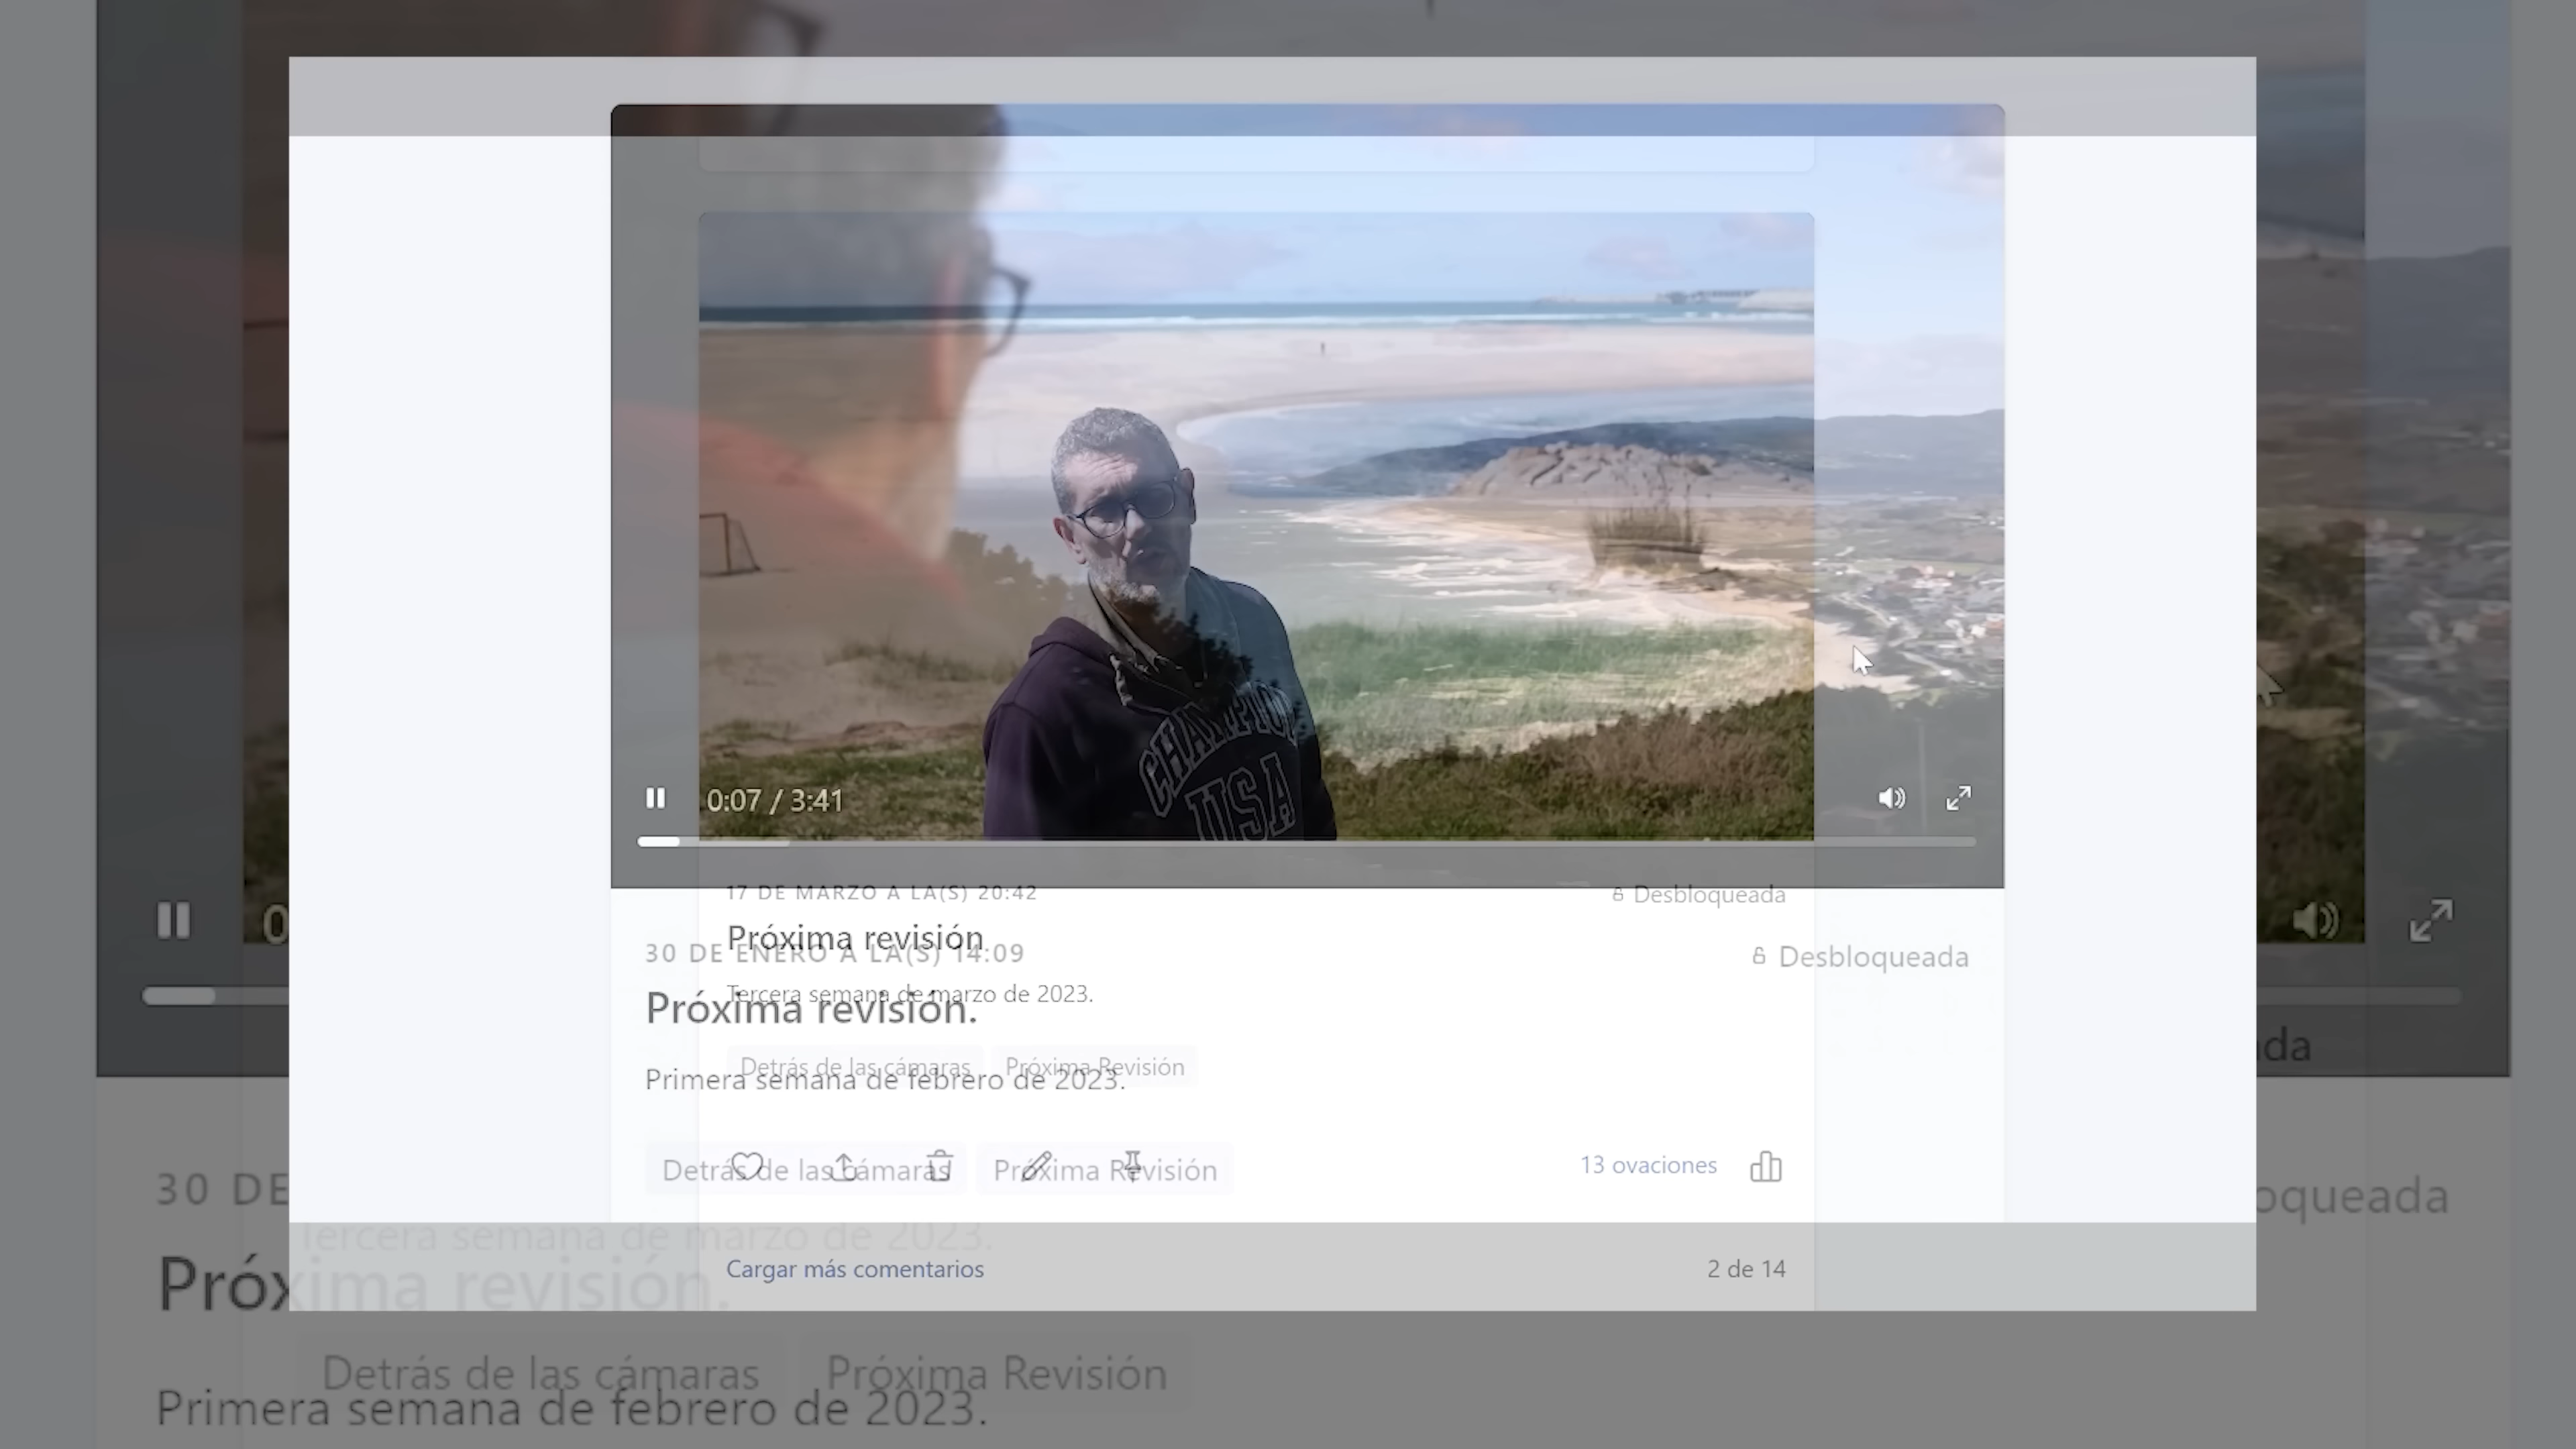 CHAMPION
USA
0:07 / 3:41
17 DE MARZO A LA(S) 20:42
Desbloqueada
Próxima revisión
30 DE ENERO A LA(S) 14:09
Desbloqueada
Tercera semana de marzo de 2023.
Próxima revisión.
Detrás de las cámaras Próxima Revisión
Primera semana de febrero de 2023.
Detrás de las cámaras Próxima Revisión
13 ovaciones
30 DE
oqueada
Tercera semana de marzo de 2023.
Cargar más comentarios
2 de 14
Próxima revisión.
Detrás de las cámaras Próxima Revisión
Primera semana de febrero de 2023.